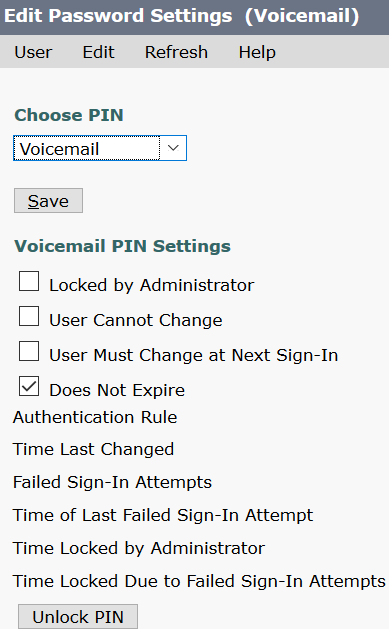 Edit Password Settings (Voicemail)
User Edit Refresh Help
Choose PIN
Voicemail
Save
Voicemail PIN Settings
Locked by Administrator
User Cannot Change
User Must Change at Next Sign-In
Does Not Expire
Authentication Rule
Time Last Changed
Failed Sign-In Attempts
Time of Last Failed Sign-In Attempt
Time Locked by Administrator
Time Locked Due to Failed Sign-In Attempts
Unlock PIN